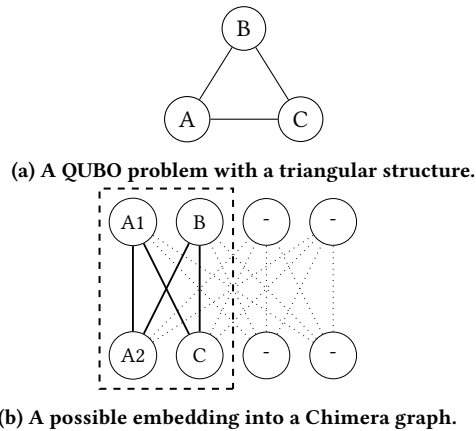 B
A C
(a) A QUBO problem with a triangular structure.
A1 B - -
A2 C - -
(b) A possible embedding into a Chimera graph.